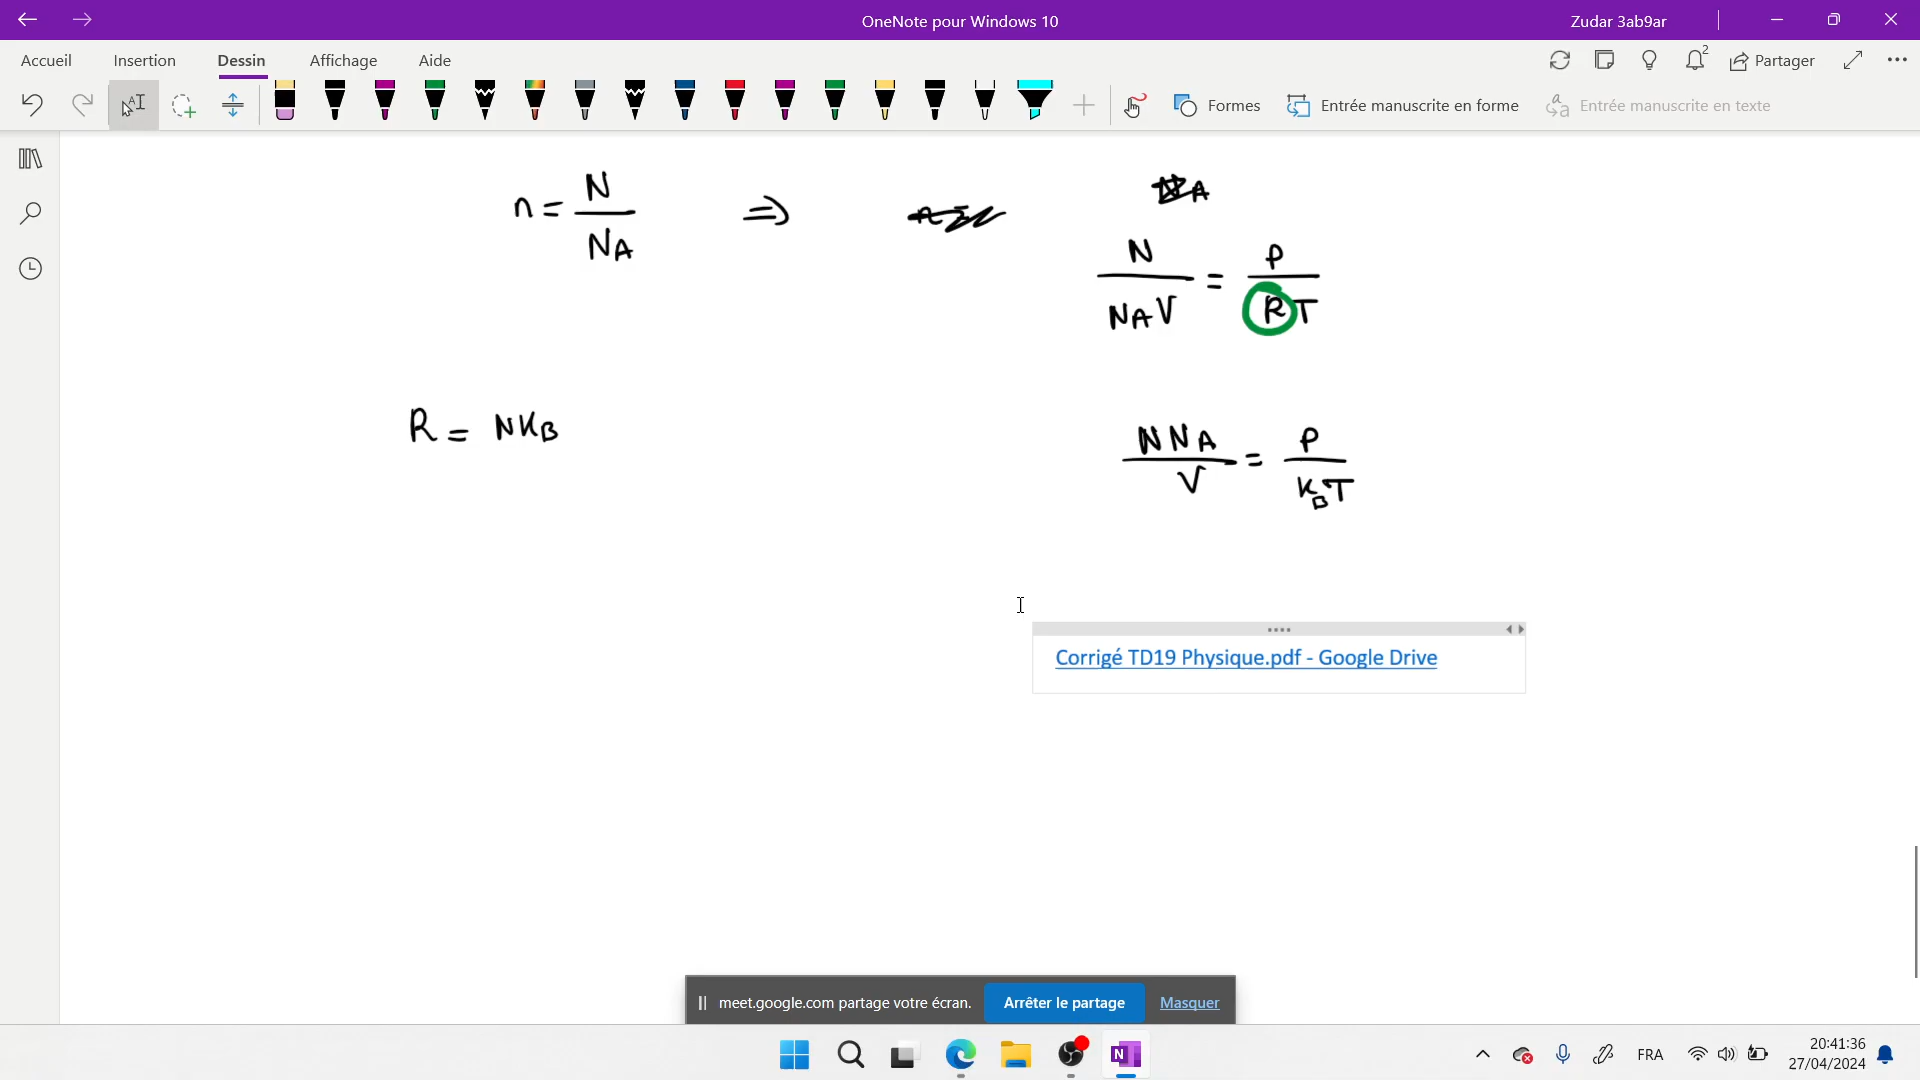 OneNote pour Windows 10
Zudar 3ab9ar
Accueil Insertion Dessin Affichage Aide
2
Partager
AI
Formes Entrée manuscrite en forme Entrée manuscrite en texte
n = N / NA ⇒
N / NAV = P / RT
R = NKB
NNA / V = P / KBT
Corrigé TD19 Physique.pdf - Google Drive
meet.google.com partage votre écran. Arrêter le partage Masquer
FRA
20:41:36
27/04/2024